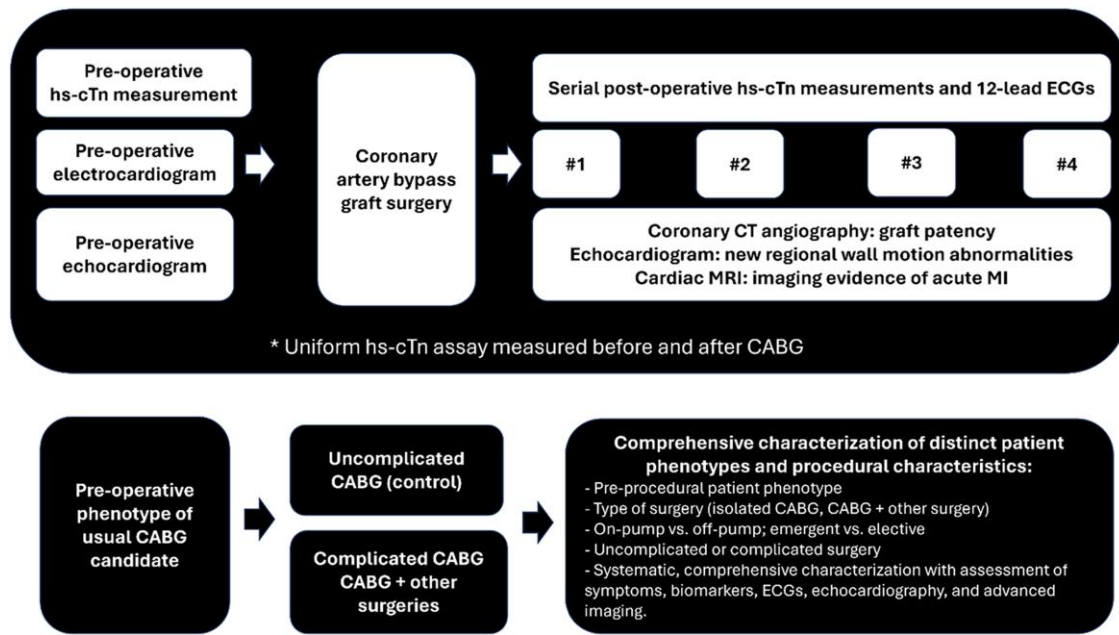 Pre-operative
hs-cTn measurement
Pre-operative
electrocardiogram
Pre-operative
echocardiogram
Coronary
artery bypass
graft surgery
Serial post-operative hs-cTn measurements and 12-lead ECGs
#1
#2
#3
#4
Coronary CT angiography: graft patency
Echocardiogram: new regional wall motion abnormalities
Cardiac MRI: imaging evidence of acute MI
* Uniform hs-cTn assay measured before and after CABG
Pre-operative
phenotype of
usual CABG
candidate
Uncomplicated
CABG (control)
Complicated CABG
CABG + other
surgeries
Comprehensive characterization of distinct patient
phenotypes and procedural characteristics:
- Pre-procedural patient phenotype
- Type of surgery (isolated CABG, CABG + other surgery)
- On-pump vs. off-pump; emergent vs. elective
- Uncomplicated or complicated surgery
- Systematic, comprehensive characterization with assessment of
symptoms, biomarkers, ECGs, echocardiography, and advanced
imaging.